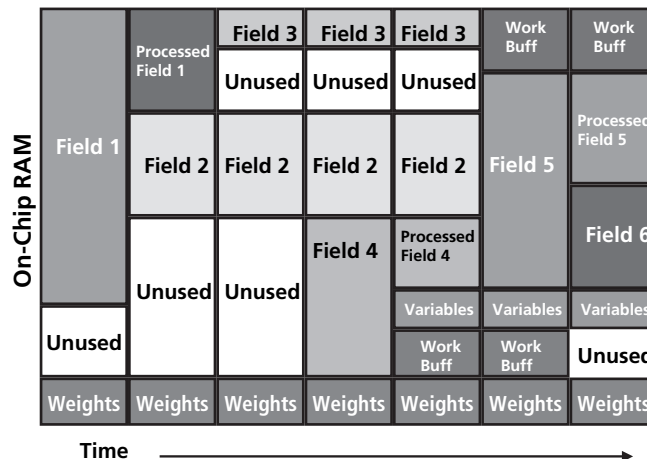 On-Chip RAM
Field 1
Unused
Weights
Processed
Field 1
Field 2
Unused
Weights
Field 3
Unused
Field 2
Unused
Weights
Field 3
Unused
Field 2
Field 4
Weights
Field 3
Unused
Field 2
Processed
Field 4
Variables
Work
Buff
Weights
Work
Buff
Field 5
Variables
Work
Buff
Weights
Work
Buff
Processed
Field 5
Field 6
Variables
Unused
Weights
Time